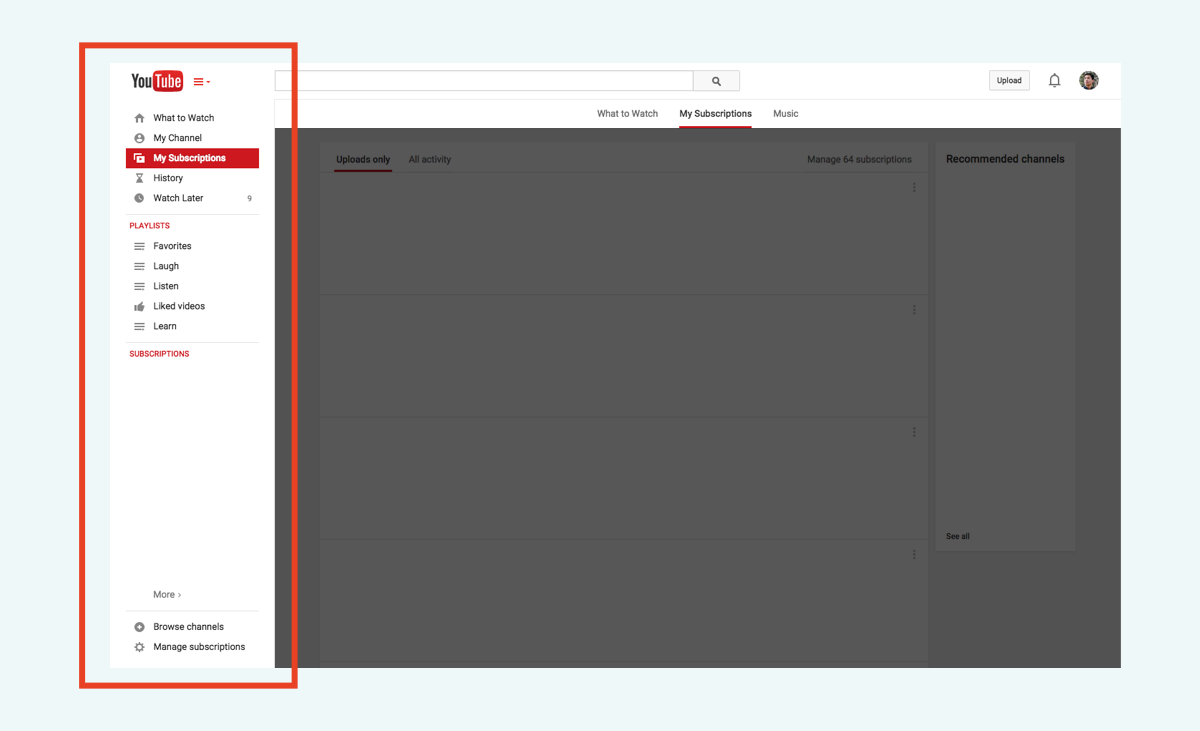 YouTube
Upload
What to Watch
My Channel
My Subscriptions
History
Watch Later 9
PLAYLISTS
Favorites
Laugh
Listen
Liked videos
Learn
SUBSCRIPTIONS
More ›
Browse channels
Manage subscriptions
What to Watch My Subscriptions Music
Uploads only All activity Manage 64 subscriptions
Recommended channels
See all